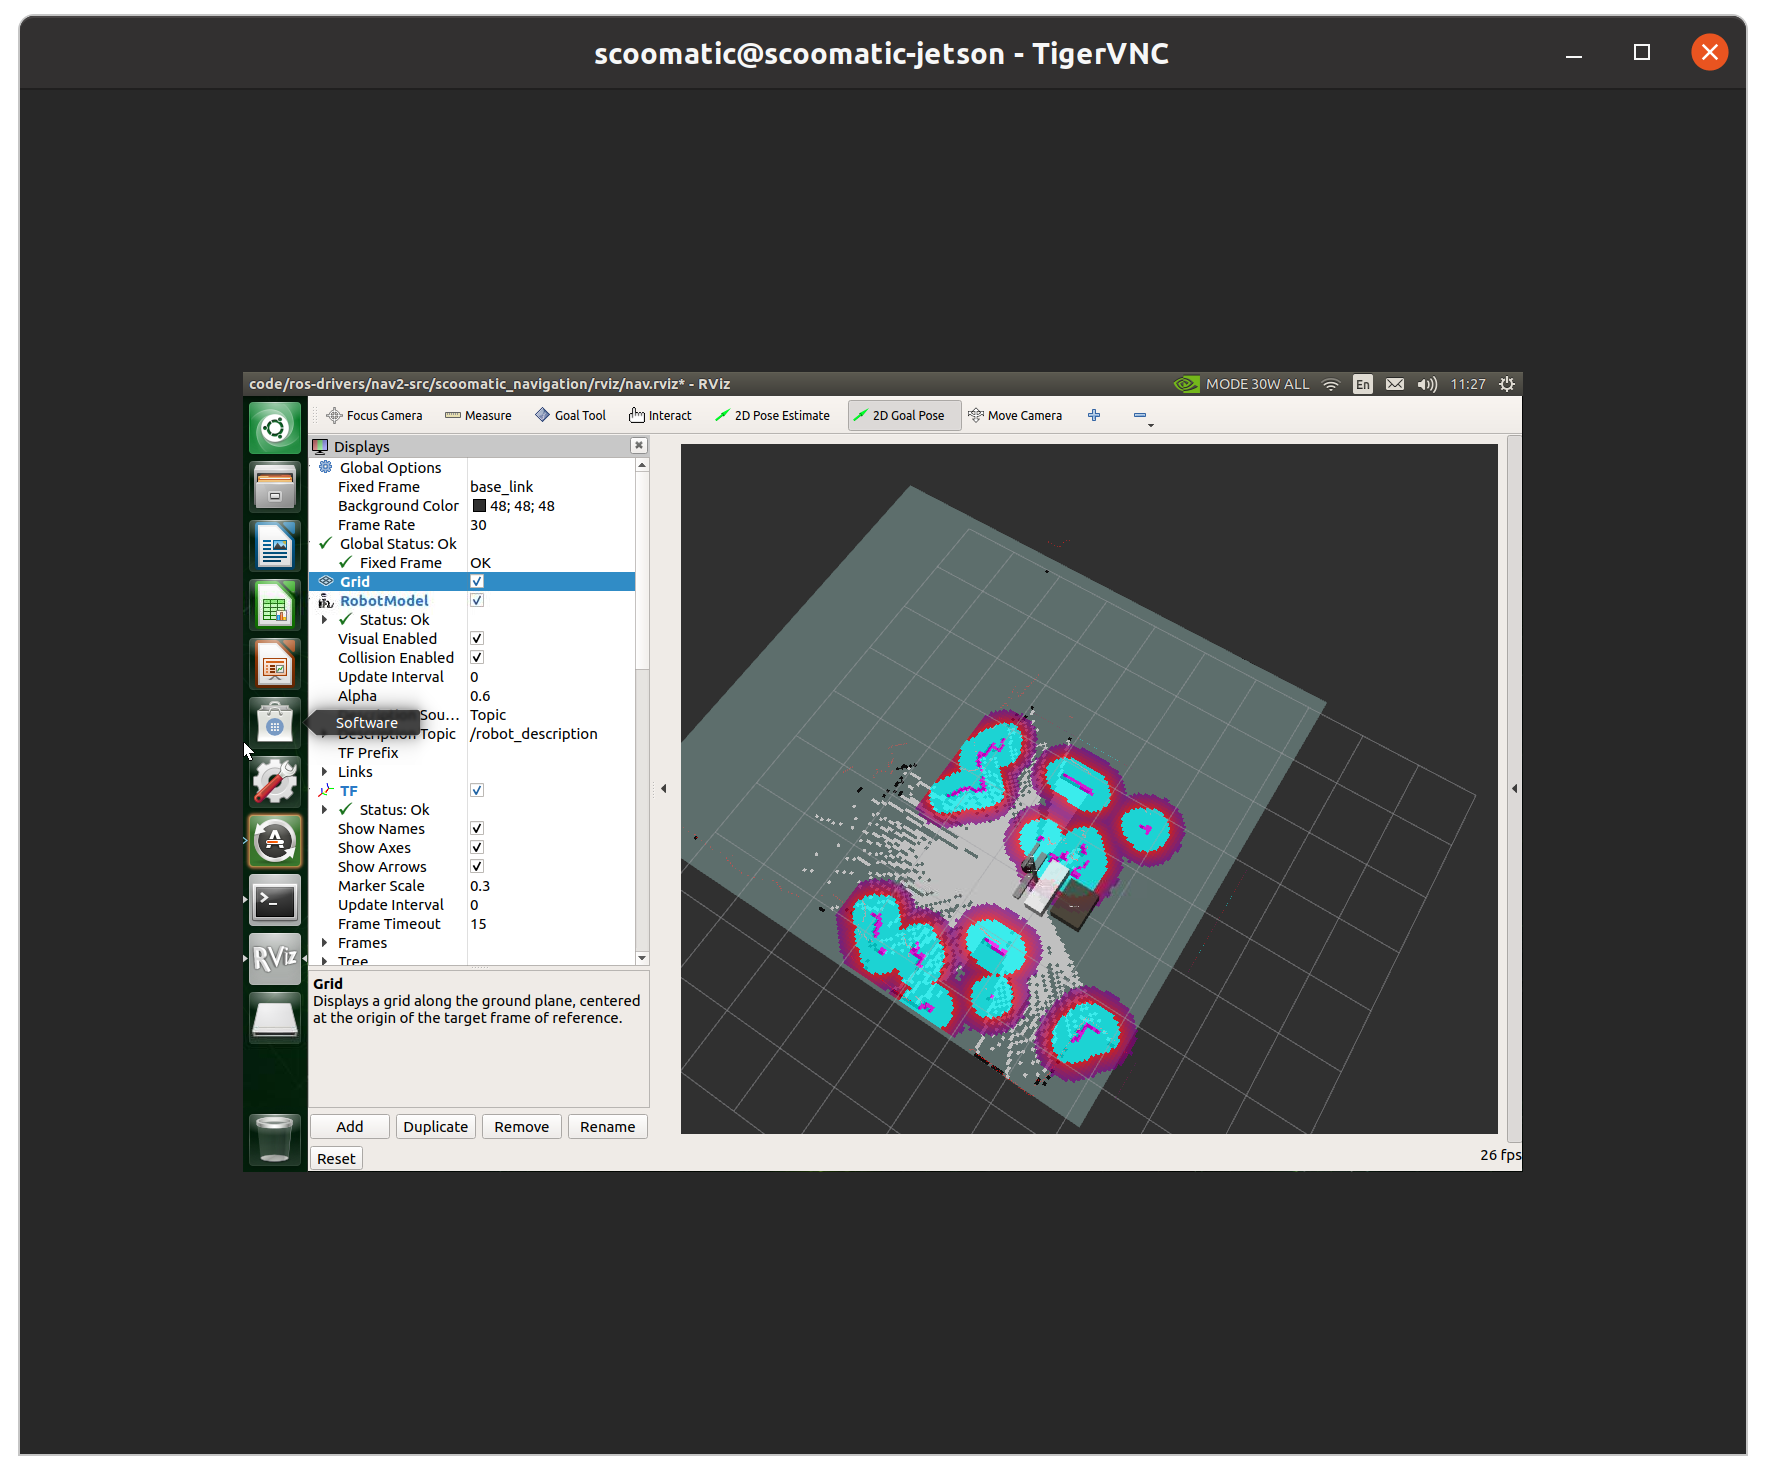 scoomatic@scoomatic-jetson - TigerVNC
code/ros-drivers/nav2-src/scoomatic_navigation/rviz/nav.rviz* - RViz
MODE 30W ALL En 11:27
Focus Camera Measure Goal Tool Interact 2D Pose Estimate 2D Goal Pose Move Camera
Displays
Global Options
Fixed Frame base_link
Background Color 48; 48; 48
Frame Rate 30
Global Status: Ok
Fixed Frame OK
Grid
RobotModel
Status: Ok
Visual Enabled
Collision Enabled
Update Interval 0
Alpha 0.6
Sou... Topic
Software
Description Topic /robot_description
TF Prefix
Links
TF
Status: Ok
Show Names
Show Axes
Show Arrows
Marker Scale 0.3
Update Interval 0
Frame Timeout 15
Frames
Tree
RViz
Grid
Displays a grid along the ground plane, centered
at the origin of the target frame of reference.
Add Duplicate Remove Rename
Reset
26 fps